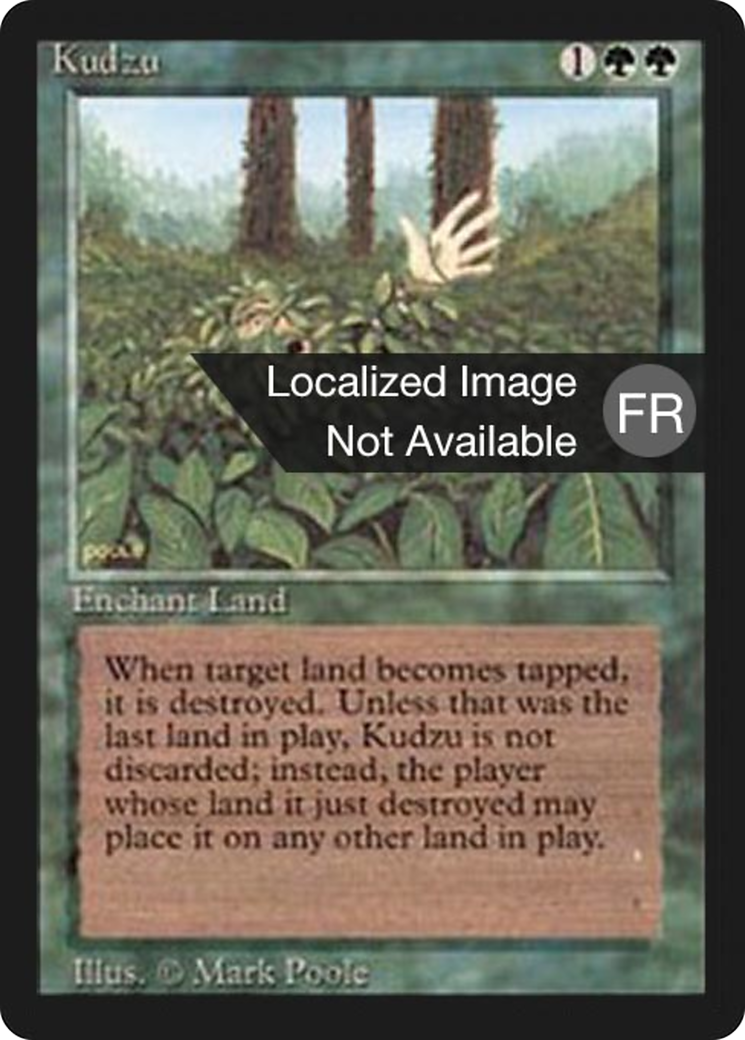 Kudzu
1
Localized Image
Not Available
FR
poole
Enchant Land
When target land becomes tapped,
it is destroyed. Unless that was the
last land in play, Kudzu is not
discarded; instead, the player
whose land it just destroyed may
place it on any other land in play.
Illus. © Mark Poole